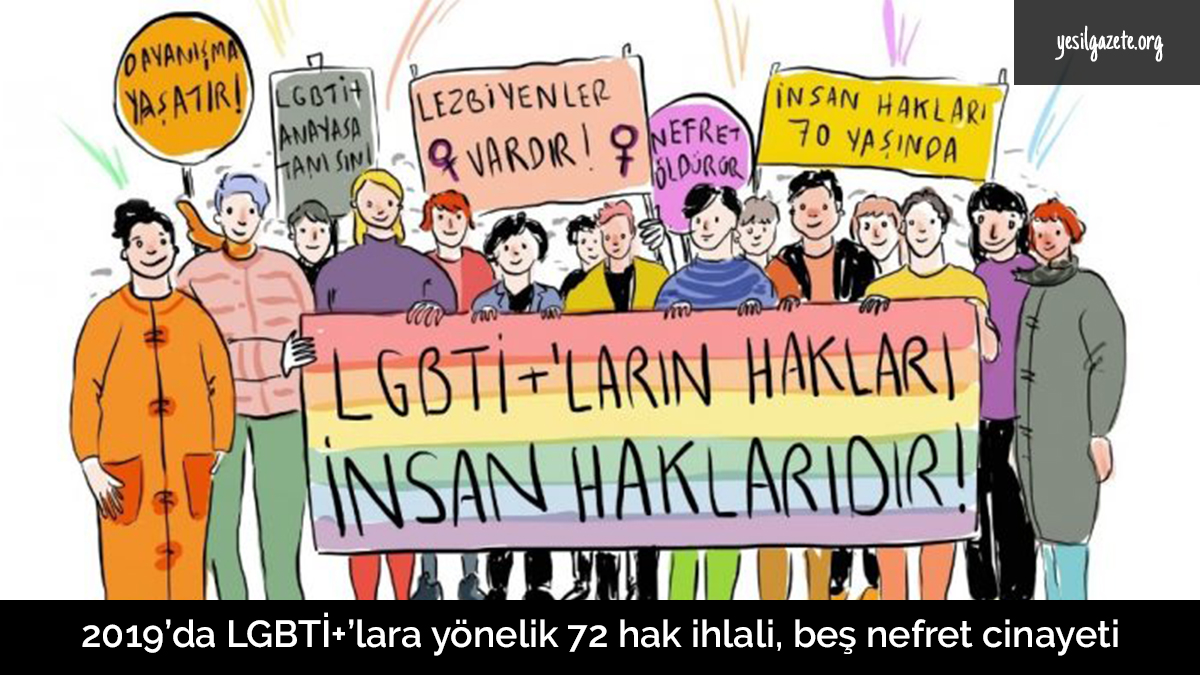 yesilgazete.org
DAYANIŞMA
YAŞATIR!
LGBTİ+
ANAYASA
TANISIN!
LEZBİYENLER
VARDIR!
NEFRET
ÖLDÜRÜR
İNSAN HAKLARI
70 YAŞINDA
LGBTİ+'LARIN HAKLARI
İNSAN HAKLARIDIR!
2019’da LGBTİ+’lara yönelik 72 hak ihlali, beş nefret cinayeti